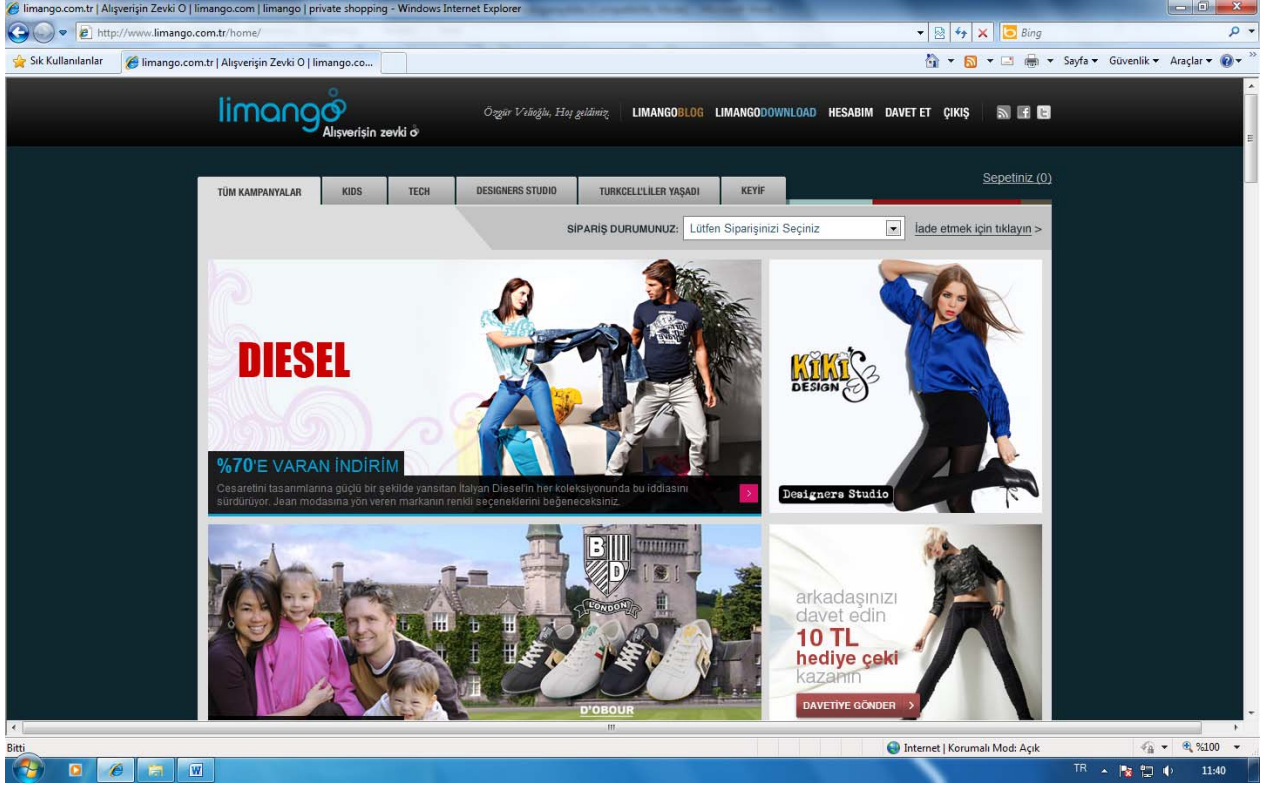 limango.com.tr | Alışverişin Zevki O | limango.com | limango | private shopping - Windows Internet Explorer
http://www.limango.com.tr/home/
Bing
Sık Kullanılanlar
limango.com.tr | Alışverişin Zevki O | limango.co...
Sayfa
Güvenlik
Araçlar
limango
Alışverişin zevki o
Özgür Velioğlu, Hoş geldiniz
LIMANGOBLOG
LIMANGODOWNLOAD
HESABIM
DAVET ET
ÇIKIŞ
Sepetiniz (0)
TÜM KAMPANYALAR
KIDS
TECH
DESIGNERS STUDIO
TURKCELL'LİLER YAŞADI
KEYİF
SİPARİŞ DURUMUNUZ:
Lütfen Siparişinizi Seçiniz
İade etmek için tıklayın >
DIESEL
%70'E VARAN İNDİRİM
Cesaretini tasarımlarına güçlü bir şekilde yansıtan İtalyan Diesel'in her koleksiyonunda bu iddiasını
sürdürüyor. Jean modasına yön veren markanın renkli seçeneklerini beğeneceksiniz.
KİKİ
DESIGN
Designers Studio
B
D
LONDON
D'OBOUR
arkadaşınızı
davet edin
10 TL
hediye çeki
kazanın
DAVETİYE GÖNDER >
Bitti
Internet | Korumalı Mod: Açık
%100
TR
11:40